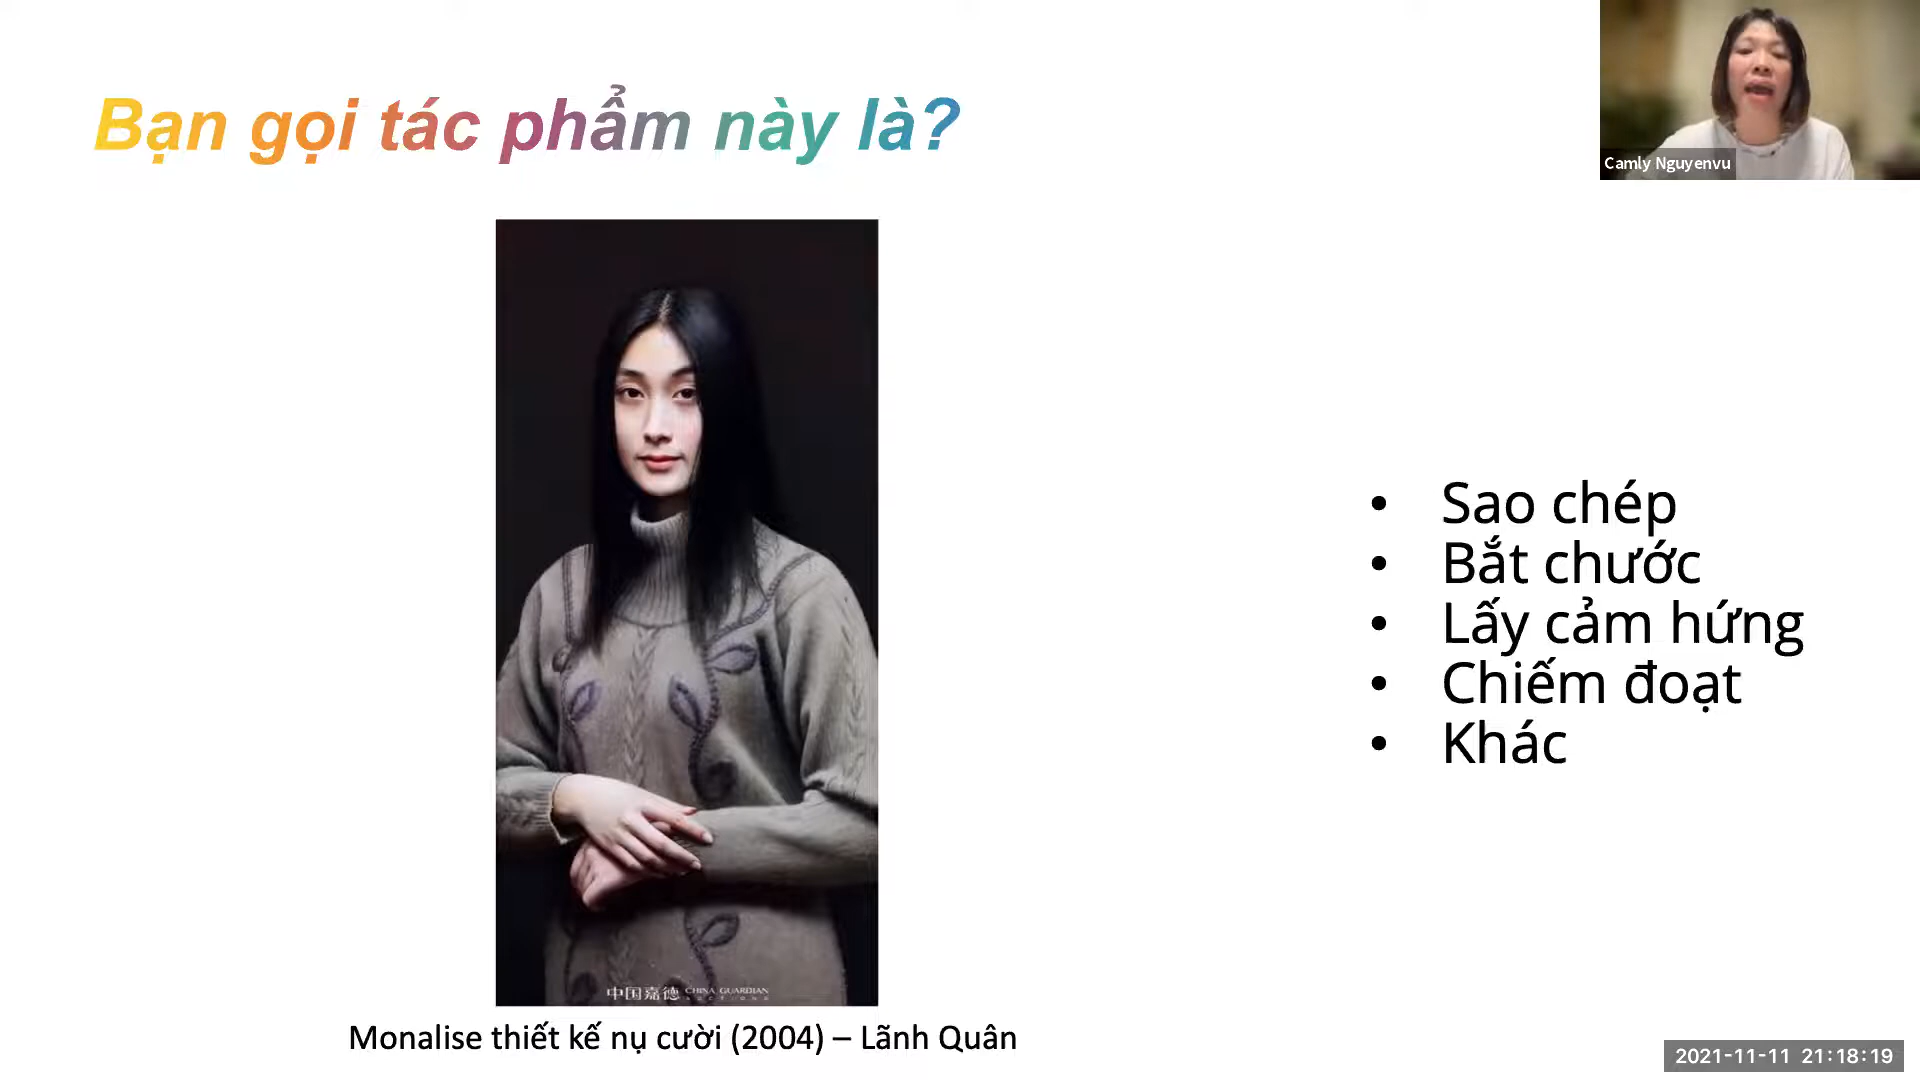 Bạn gọi tác phẩm này là?
Camly Nguyenvu
• Sao chép
• Bắt chước
• Lấy cảm hứng
• Chiếm đoạt
• Khác
中国嘉德 CHINA GUARDIAN
AUCTIONS
Monalise thiết kế nụ cười (2004) – Lãnh Quân
2021-11-11 21:18:19